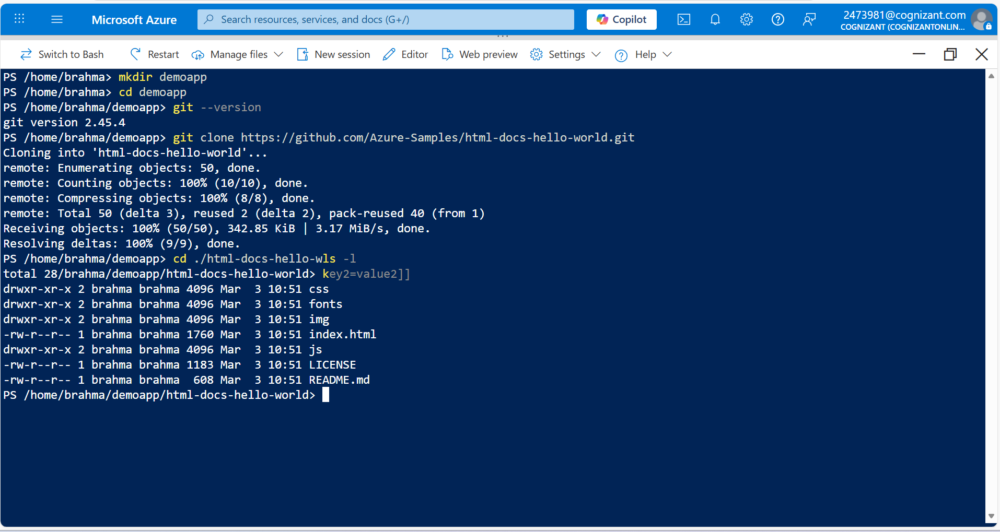 Microsoft Azure
Search resources, services, and docs (G+/)
Copilot
2473981@cognizant.com
COGNIZANT (COGNIZANTONLIN...
Switch to Bash
Restart
Manage files
New session
Editor
Web preview
Settings
Help
PS /home/brahma> mkdir demoapp
PS /home/brahma> cd demoapp
PS /home/brahma/demoapp> git --version
git version 2.45.4
PS /home/brahma/demoapp> git clone https://github.com/Azure-Samples/html-docs-hello-world.git
Cloning into 'html-docs-hello-world'...
remote: Enumerating objects: 50, done.
remote: Counting objects: 100% (10/10), done.
remote: Compressing objects: 100% (8/8), done.
remote: Total 50 (delta 3), reused 2 (delta 2), pack-reused 40 (from 1)
Receiving objects: 100% (50/50), 342.85 KiB | 3.17 MiB/s, done.
Resolving deltas: 100% (9/9), done.
PS /home/brahma/demoapp> cd ./html-docs-hello-wls -l
total 28/brahma/demoapp/html-docs-hello-world> key2=value2]]
drwxr-xr-x 2 brahma brahma 4096 Mar  3 10:51 css
drwxr-xr-x 2 brahma brahma 4096 Mar  3 10:51 fonts
drwxr-xr-x 2 brahma brahma 4096 Mar  3 10:51 img
-rw-r--r-- 1 brahma brahma 1760 Mar  3 10:51 index.html
drwxr-xr-x 2 brahma brahma 4096 Mar  3 10:51 js
-rw-r--r-- 1 brahma brahma 1183 Mar  3 10:51 LICENSE
-rw-r--r-- 1 brahma brahma  608 Mar  3 10:51 README.md
PS /home/brahma/demoapp/html-docs-hello-world>